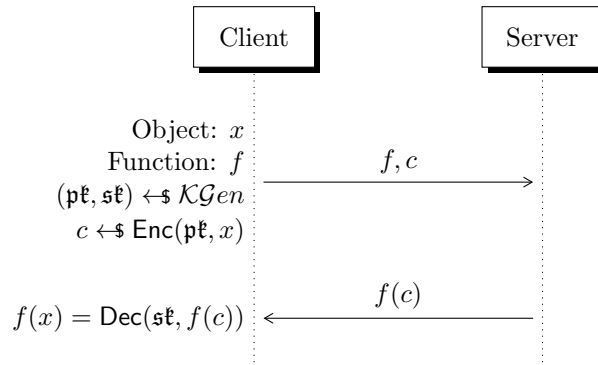 Client
Server
Object: x
Function: f
(𝔭𝔨, 𝔰𝔨) ←$ 𝒦𝒢en
c ←$ Enc(𝔭𝔨, x)
f, c
f(c)
f(x) = Dec(𝔰𝔨, f(c))